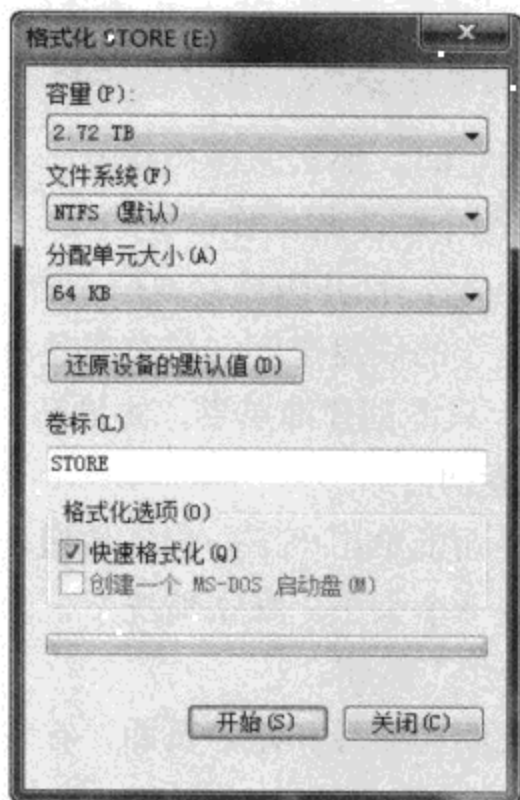 格式化 STORE (E:)
容量(P):
2.72 TB
文件系统(F)
NTFS (默认)
分配单元大小(A)
64 KB
还原设备的默认值(D)
卷标(L)
STORE
格式化选项(O)
快速格式化(Q)
创建一个 MS-DOS 启动盘(M)
开始(S)
关闭(C)